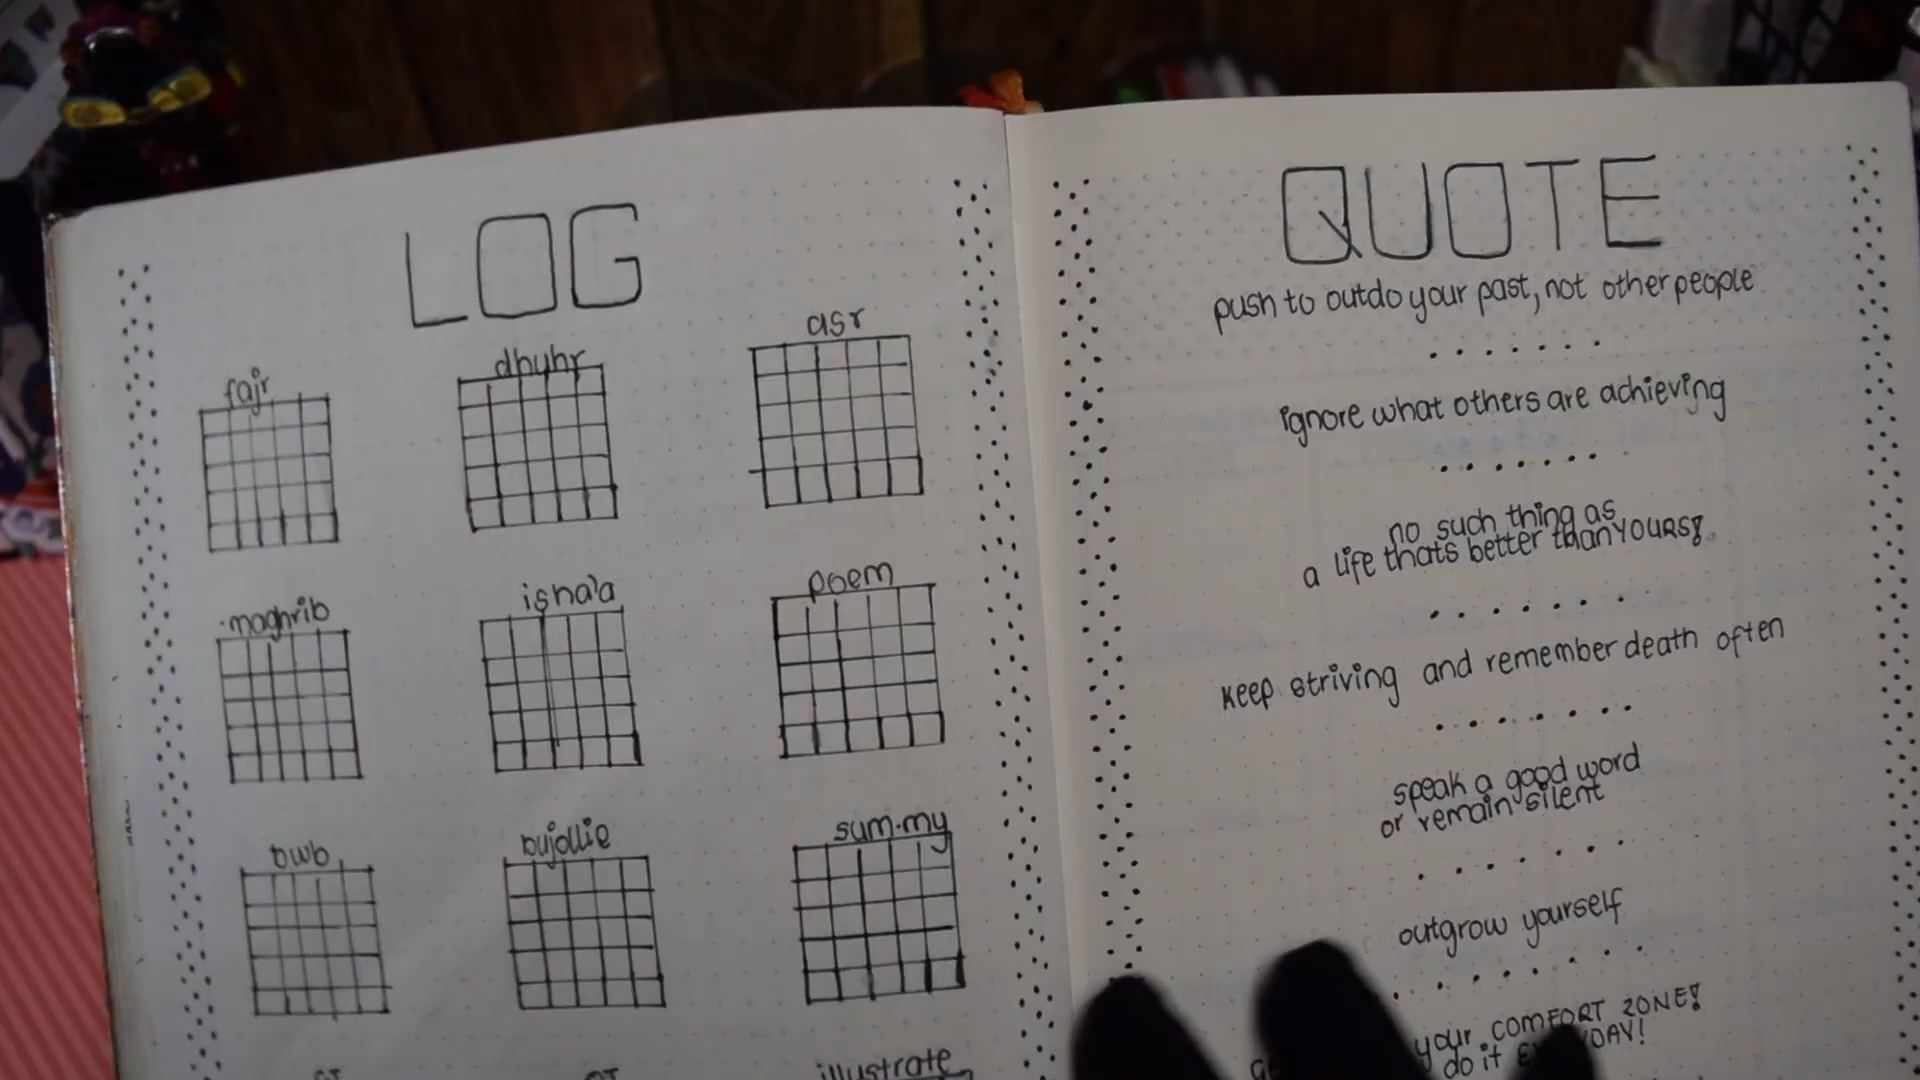 LOG
fajr
dhuhr
asr
maghrib
isha'a
poem
bwb
bujollie
sum·my
illustrate
QUOTE
push to outdo your past, not other people
ignore what others are achieving
no such thing as
a life thats better than YOURS!
keep striving and remember death often
speak a good word
or remain silent
outgrow yourself
your COMFORT ZONE!
do it